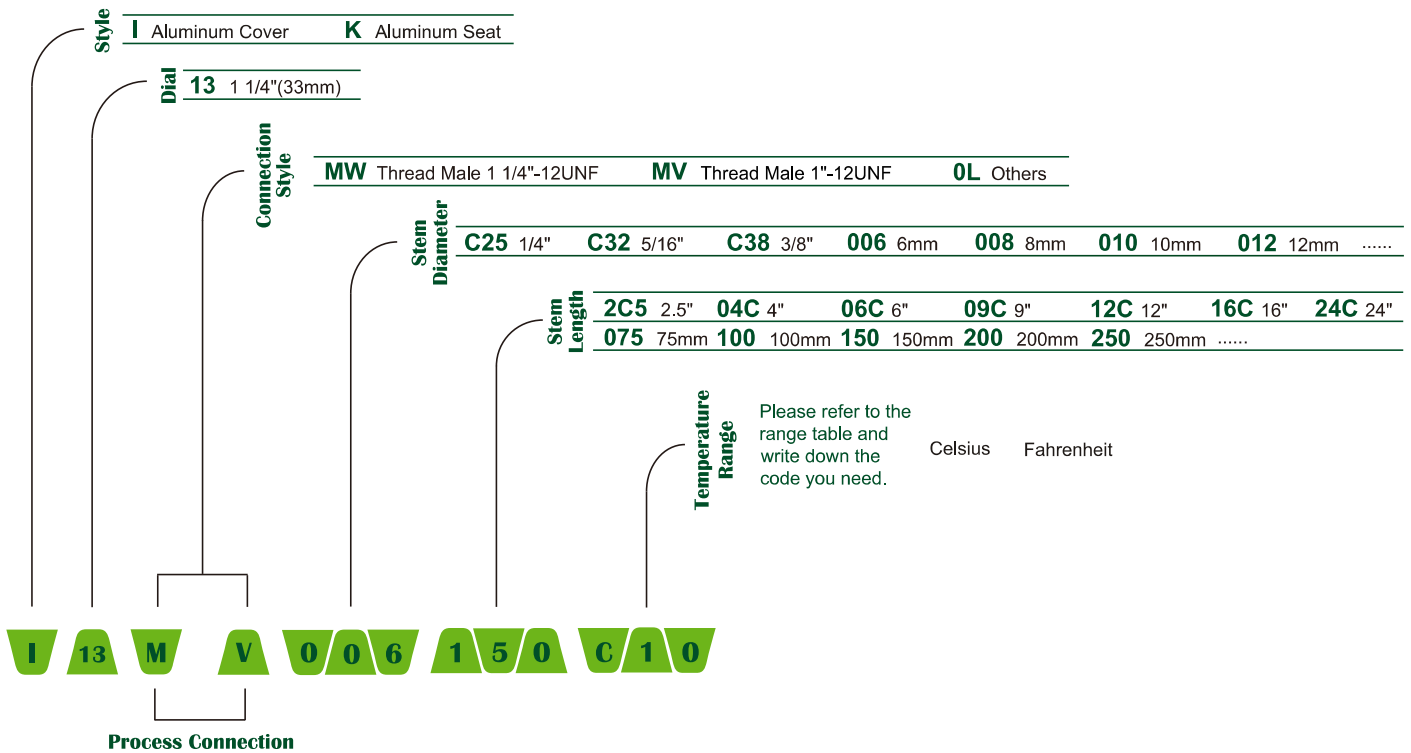 Style
I Aluminum Cover K Aluminum Seat
Dial
13 1 1/4"(33mm)
Connection
Style
MW Thread Male 1 1/4"-12UNF MV Thread Male 1"-12UNF 0L Others
Stem
Diameter
C25 1/4" C32 5/16" C38 3/8" 006 6mm 008 8mm 010 10mm 012 12mm ......
Stem
Length
2C5 2.5" 04C 4" 06C 6" 09C 9" 12C 12" 16C 16" 24C 24"
075 75mm 100 100mm 150 150mm 200 200mm 250 250mm ......
Temperature
Range
Please refer to the
range table and
write down the
code you need.
Celsius Fahrenheit
I 13 M V 0 0 6 1 5 0 C 1 0
Process Connection